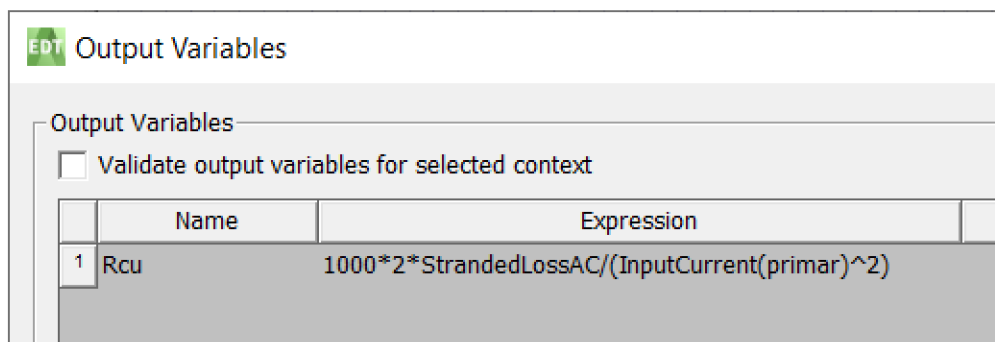 EDT Output Variables
Output Variables
Validate output variables for selected context
Name Expression
1 Rcu 1000*2*StrandedLossAC/(InputCurrent(primar)^2)